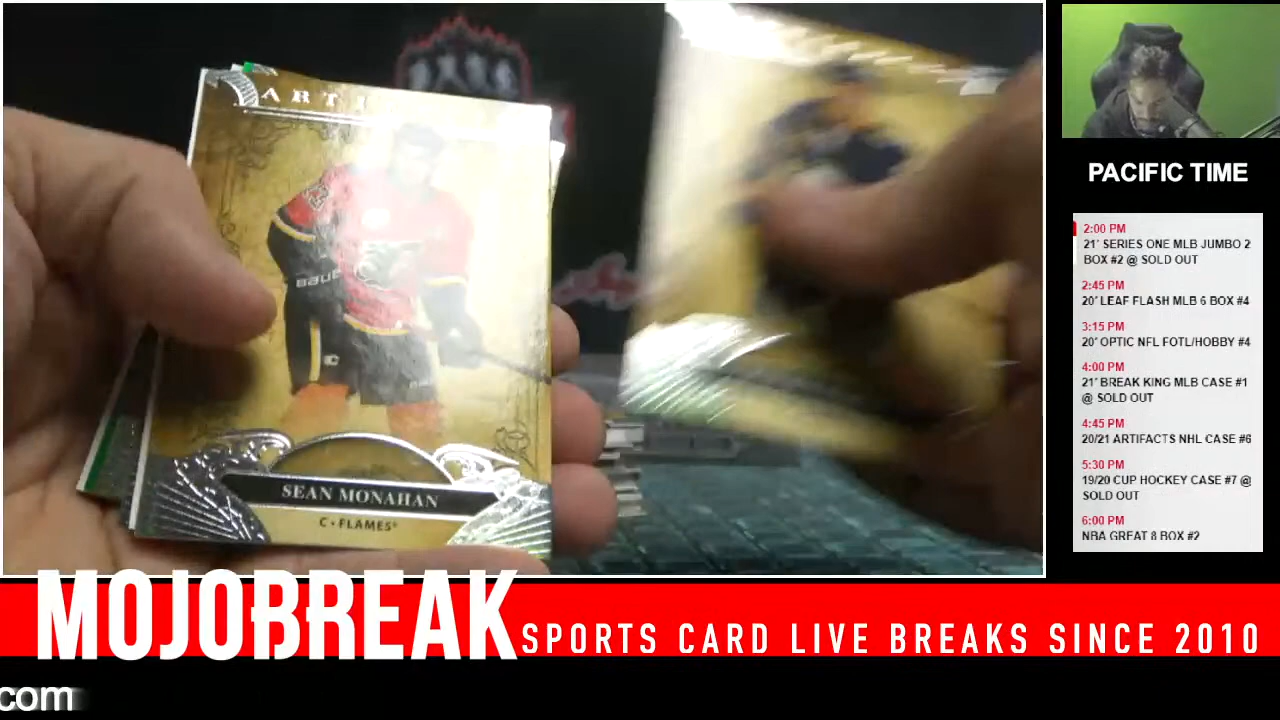 ART
BAUER
SEAN MONAHAN
C • FLAMES
PACIFIC TIME
2:00 PM
21' SERIES ONE MLB JUMBO 2
BOX #2 @ SOLD OUT
2:45 PM
20' LEAF FLASH MLB 6 BOX #4
3:15 PM
20' OPTIC NFL FOTL/HOBBY #4
4:00 PM
21' BREAK KING MLB CASE #1
@ SOLD OUT
4:45 PM
20/21 ARTIFACTS NHL CASE #6
5:30 PM
19/20 CUP HOCKEY CASE #7 @
SOLD OUT
6:00 PM
NBA GREAT 8 BOX #2
MOJOBREAK
SPORTS CARD LIVE BREAKS SINCE 2010
com